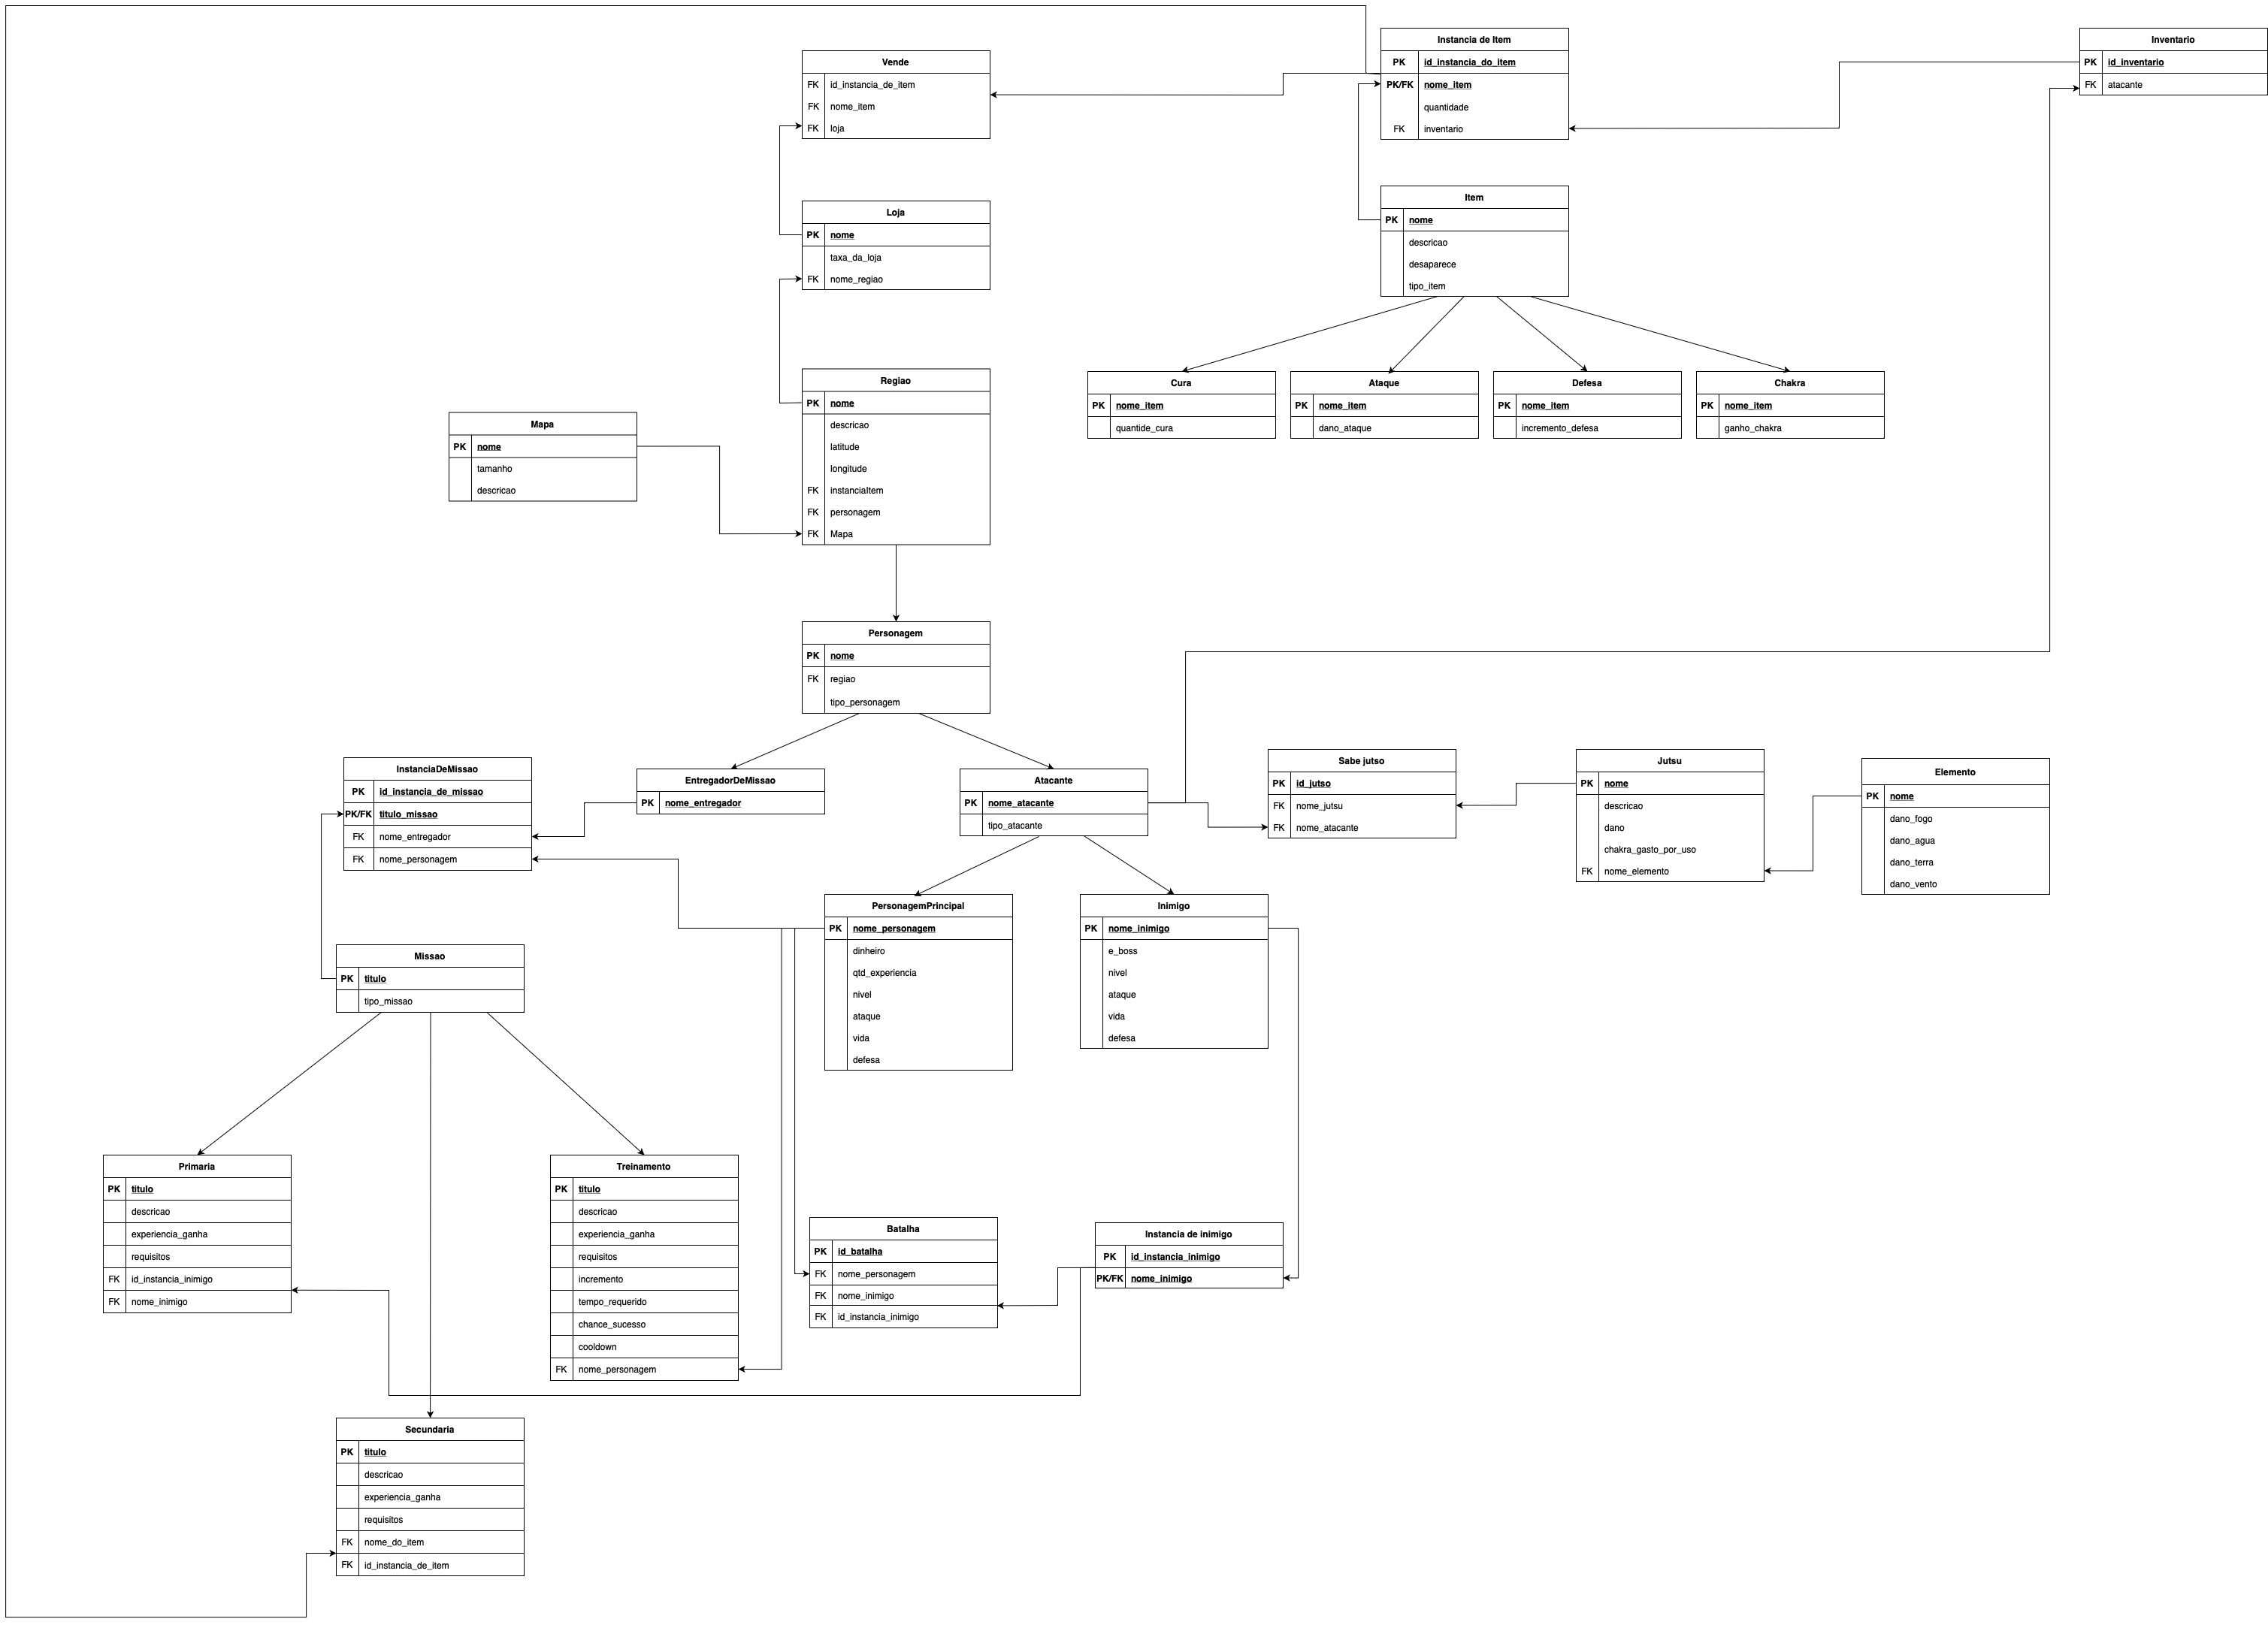 Instancia de Item
PK id_instancia_do_item
PK/FK nome_item
quantidade
FK inventario
Inventario
PK id_inventario
FK atacante
Vende
FK id_instancia_de_item
FK nome_item
FK loja
Item
PK nome
descricao
desaparece
tipo_item
Loja
PK nome
taxa_da_loja
FK nome_regiao
Regiao
PK nome
descricao
latitude
longitude
FK instanciaItem
FK personagem
FK Mapa
Cura
PK nome_item
quantide_cura
Ataque
PK nome_item
dano_ataque
Defesa
PK nome_item
incremento_defesa
Chakra
PK nome_item
ganho_chakra
Mapa
PK nome
tamanho
descricao
Personagem
PK nome
FK regiao
tipo_personagem
InstanciaDeMissao
PK id_instancia_de_missao
PK/FK titulo_missao
FK nome_entregador
FK nome_personagem
EntregadorDeMissao
PK nome_entregador
Atacante
PK nome_atacante
tipo_atacante
Sabe jutso
PK id_jutso
FK nome_jutsu
FK nome_atacante
Jutsu
PK nome
descricao
dano
chakra_gasto_por_uso
FK nome_elemento
Elemento
PK nome
dano_fogo
dano_agua
dano_terra
dano_vento
PersonagemPrincipal
PK nome_personagem
dinheiro
qtd_experiencia
nivel
ataque
vida
defesa
Inimigo
PK nome_inimigo
e_boss
nivel
ataque
vida
defesa
Missao
PK titulo
tipo_missao
Primaria
PK titulo
descricao
experiencia_ganha
requisitos
FK id_instancia_inimigo
FK nome_inimigo
Treinamento
PK titulo
descricao
experiencia_ganha
requisitos
incremento
tempo_requerido
chance_sucesso
cooldown
FK nome_personagem
Batalha
PK id_batalha
FK nome_personagem
FK nome_inimigo
FK id_instancia_inimigo
Instancia de inimigo
PK id_instancia_inimigo
PK/FK nome_inimigo
Secundaria
PK titulo
descricao
experiencia_ganha
requisitos
FK nome_do_item
FK id_instancia_de_item